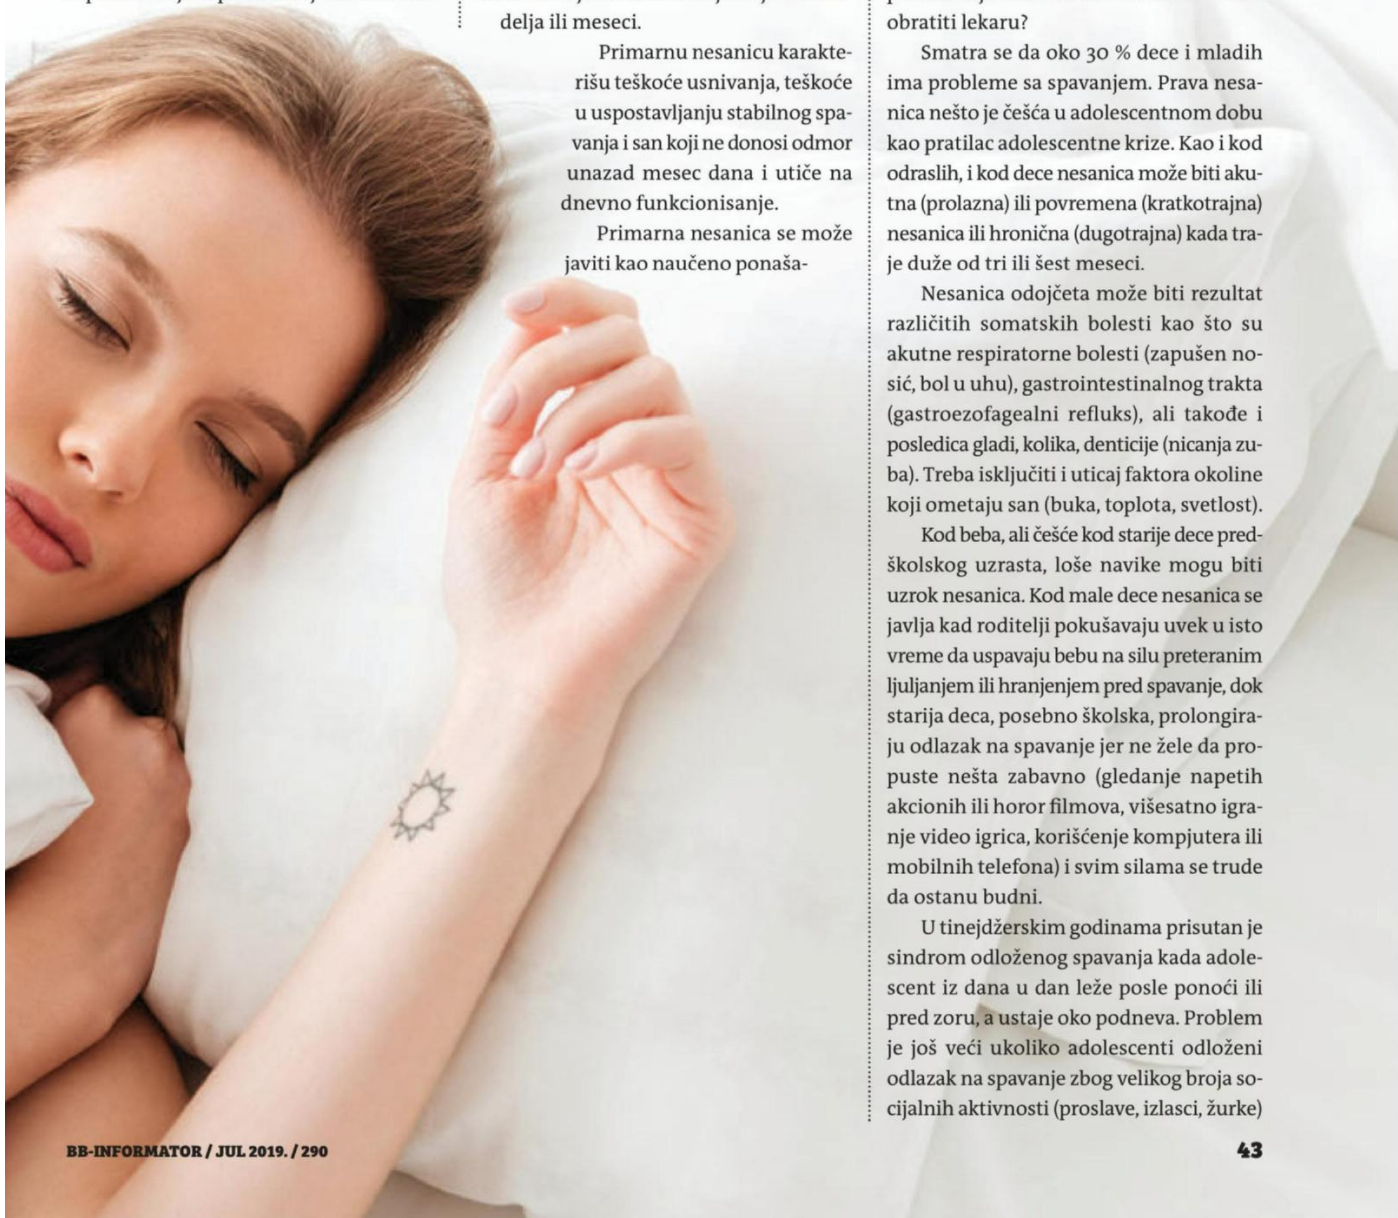 delja ili meseci.
Primarnu nesanicu karakte-
rišu teškoće usnivanja, teškoće
u uspostavljanju stabilnog spa-
vanja i san koji ne donosi odmor
unazad mesec dana i utiče na
dnevno funkcionisanje.
Primarna nesanica se može
javiti kao naučeno ponaša-
obratiti lekaru?
Smatra se da oko 30 % dece i mladih
ima probleme sa spavanjem. Prava nesa-
nica nešto je češća u adolescentnom dobu
kao pratilac adolescentne krize. Kao i kod
odraslih, i kod dece nesanica može biti aku-
tna (prolazna) ili povremena (kratkotrajna)
nesanica ili hronična (dugotrajna) kada tra-
je duže od tri ili šest meseci.
Nesanica odojčeta može biti rezultat
različitih somatskih bolesti kao što su
akutne respiratorne bolesti (zapušen no-
sić, bol u uhu), gastrointestinalnog trakta
(gastroezofagealni refluks), ali takođe i
posledica gladi, kolika, denticije (nicanja zu-
ba). Treba isključiti i uticaj faktora okoline
koji ometaju san (buka, toplota, svetlost).
Kod beba, ali češće kod starije dece pred-
školskog uzrasta, loše navike mogu biti
uzrok nesanica. Kod male dece nesanica se
javlja kad roditelji pokušavaju uvek u isto
vreme da uspavaju bebu na silu preteranim
ljuljanjem ili hranjenjem pred spavanje, dok
starija deca, posebno školska, prolongira-
ju odlazak na spavanje jer ne žele da pro-
puste nešta zabavno (gledanje napetih
akcionih ili horor filmova, višesatno igra-
nje video igrica, korišćenje kompjutera ili
mobilnih telefona) i svim silama se trude
da ostanu budni.
U tinejdžerskim godinama prisutan je
sindrom odloženog spavanja kada adole-
scent iz dana u dan leže posle ponoći ili
pred zoru, a ustaje oko podneva. Problem
je još veći ukoliko adolescenti odloženi
odlazak na spavanje zbog velikog broja so-
cijalnih aktivnosti (proslave, izlasci, žurke)
BB-INFORMATOR / JUL 2019. / 290
43